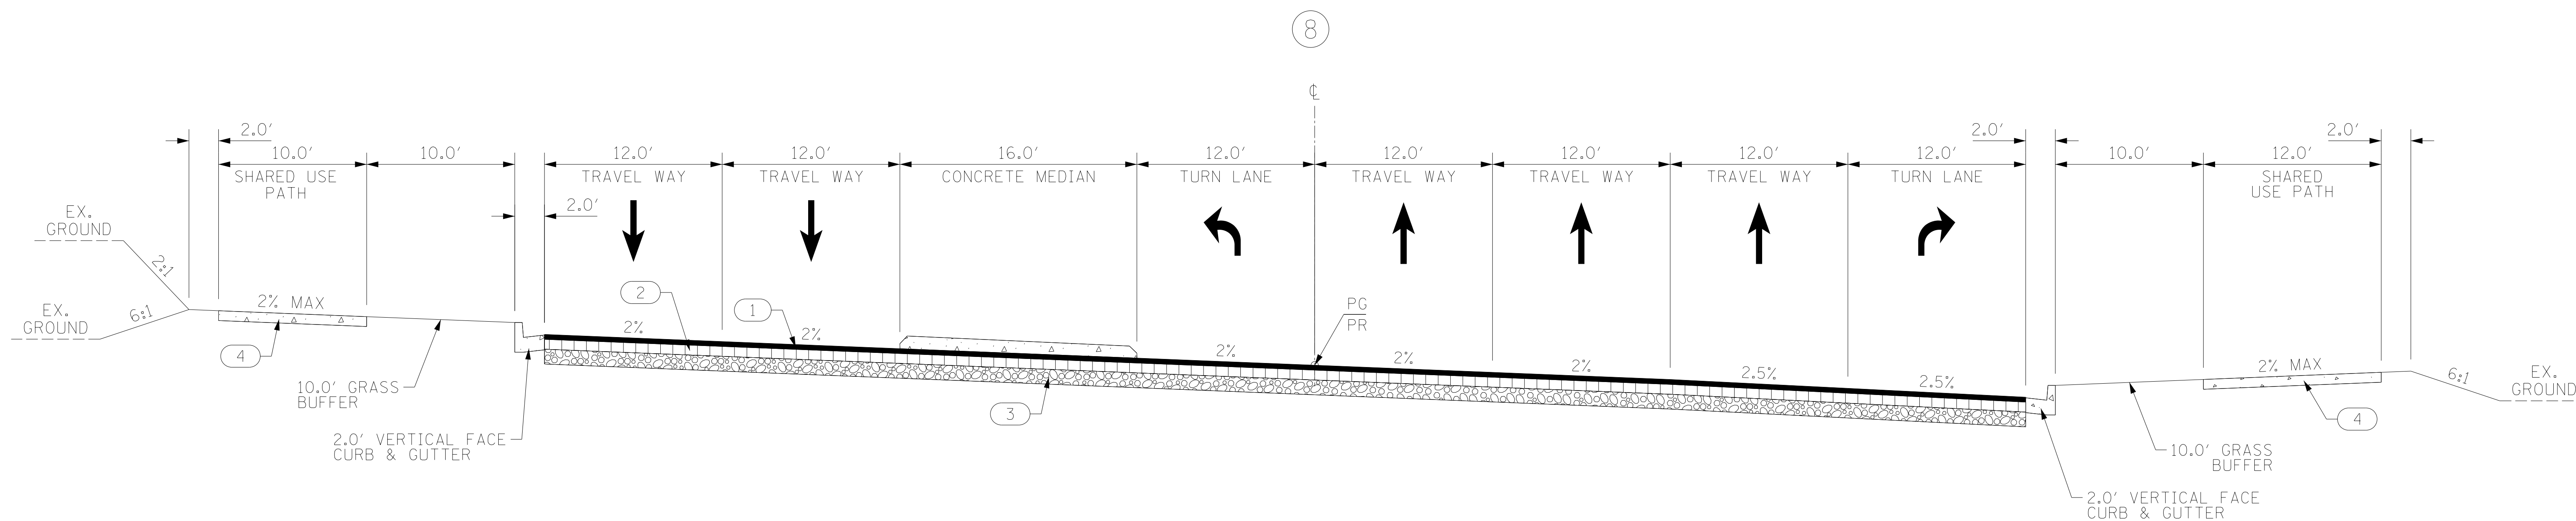 8
℄
2.0'
2.0'
2.0'
10.0'
10.0'
12.0'
12.0'
16.0'
12.0'
12.0'
12.0'
12.0'
12.0'
10.0'
12.0'
SHARED USE
PATH
TRAVEL WAY
TRAVEL WAY
CONCRETE MEDIAN
TURN LANE
TRAVEL WAY
TRAVEL WAY
TRAVEL WAY
TURN LANE
SHARED
USE PATH
2.0'
EX.
GROUND
2:1
EX.
GROUND
6:1
2% MAX
4
2
1
2%
2%
2%
PG
PR
2%
2%
2.5%
2.5%
3
2% MAX
4
6:1
EX.
GROUND
10.0' GRASS
BUFFER
2.0' VERTICAL FACE
CURB & GUTTER
10.0' GRASS
BUFFER
2.0' VERTICAL FACE
CURB & GUTTER